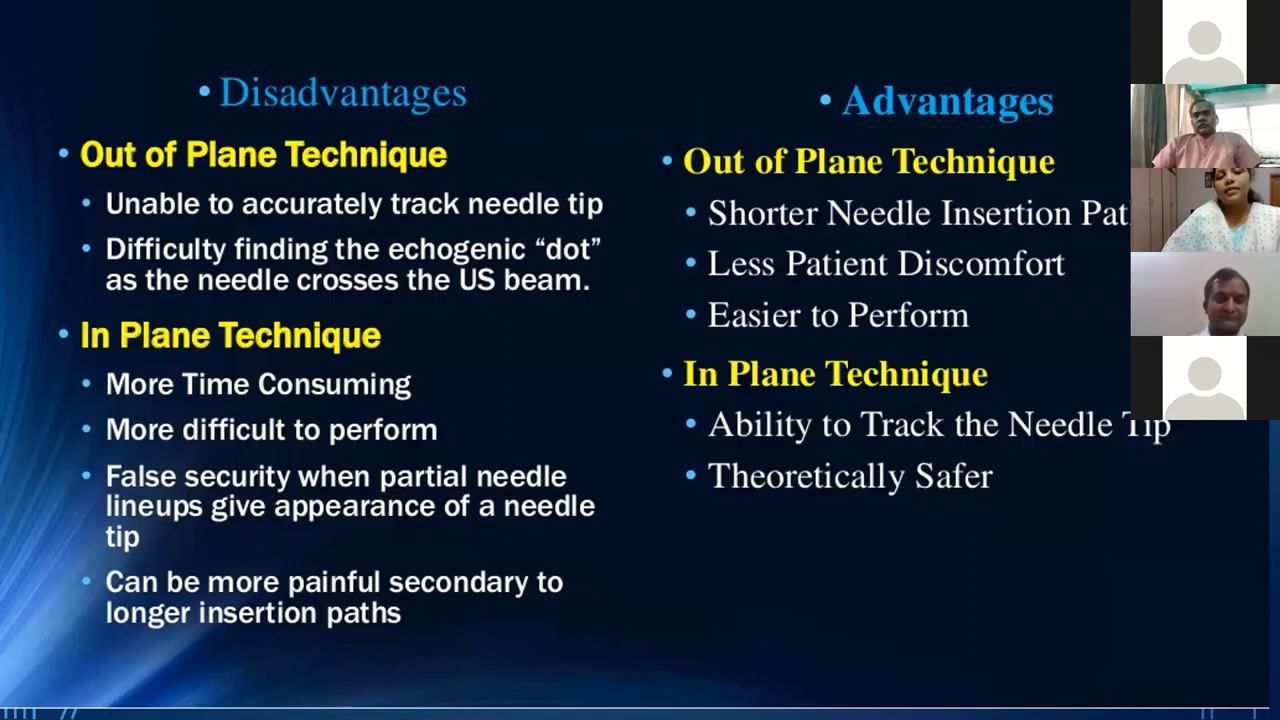 • Disadvantages
• Out of Plane Technique
• Unable to accurately track needle tip
• Difficulty finding the echogenic “dot”
as the needle crosses the US beam.
• In Plane Technique
• More Time Consuming
• More difficult to perform
• False security when partial needle
lineups give appearance of a needle
tip
• Can be more painful secondary to
longer insertion paths
• Advantages
• Out of Plane Technique
• Shorter Needle Insertion
• Less Patient Discomfort
• Easier to Perform
• In Plane Technique
• Ability to Track the Needle Tip
• Theoretically Safer